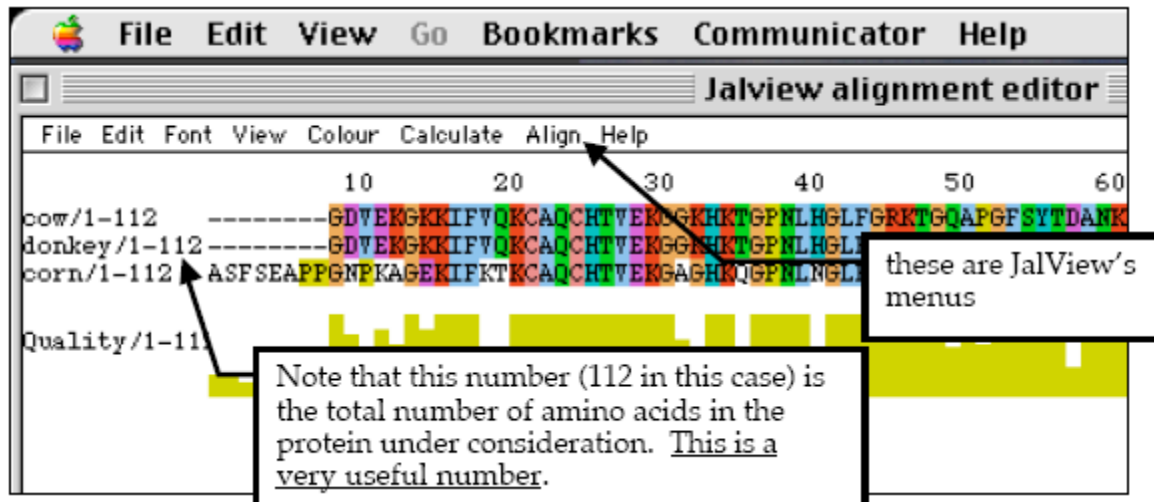 File Edit View Go Bookmarks Communicator Help
Jalview alignment editor
File Edit Font View Colour Calculate Align Help
10 20 30 40 50 60
cow/1-112 --------GDVEKGKKIFVQKCAQCHTVEKGGKHKTGPNLHGLFGRKTGQAPGFSYTDANK
donkey/1-112--------GDVEKGKKIFVQKCAQCHTVEKGGKHKTGPNLHGL
corn/1-112 ASFSEAPPGNPKAGEKIFKTKCAQCHTVEKGAGHKQGPNLNGL
these are JalView's
menus
Quality/1-11
Note that this number (112 in this case) is
the total number of amino acids in the
protein under consideration. This is a
very useful number.